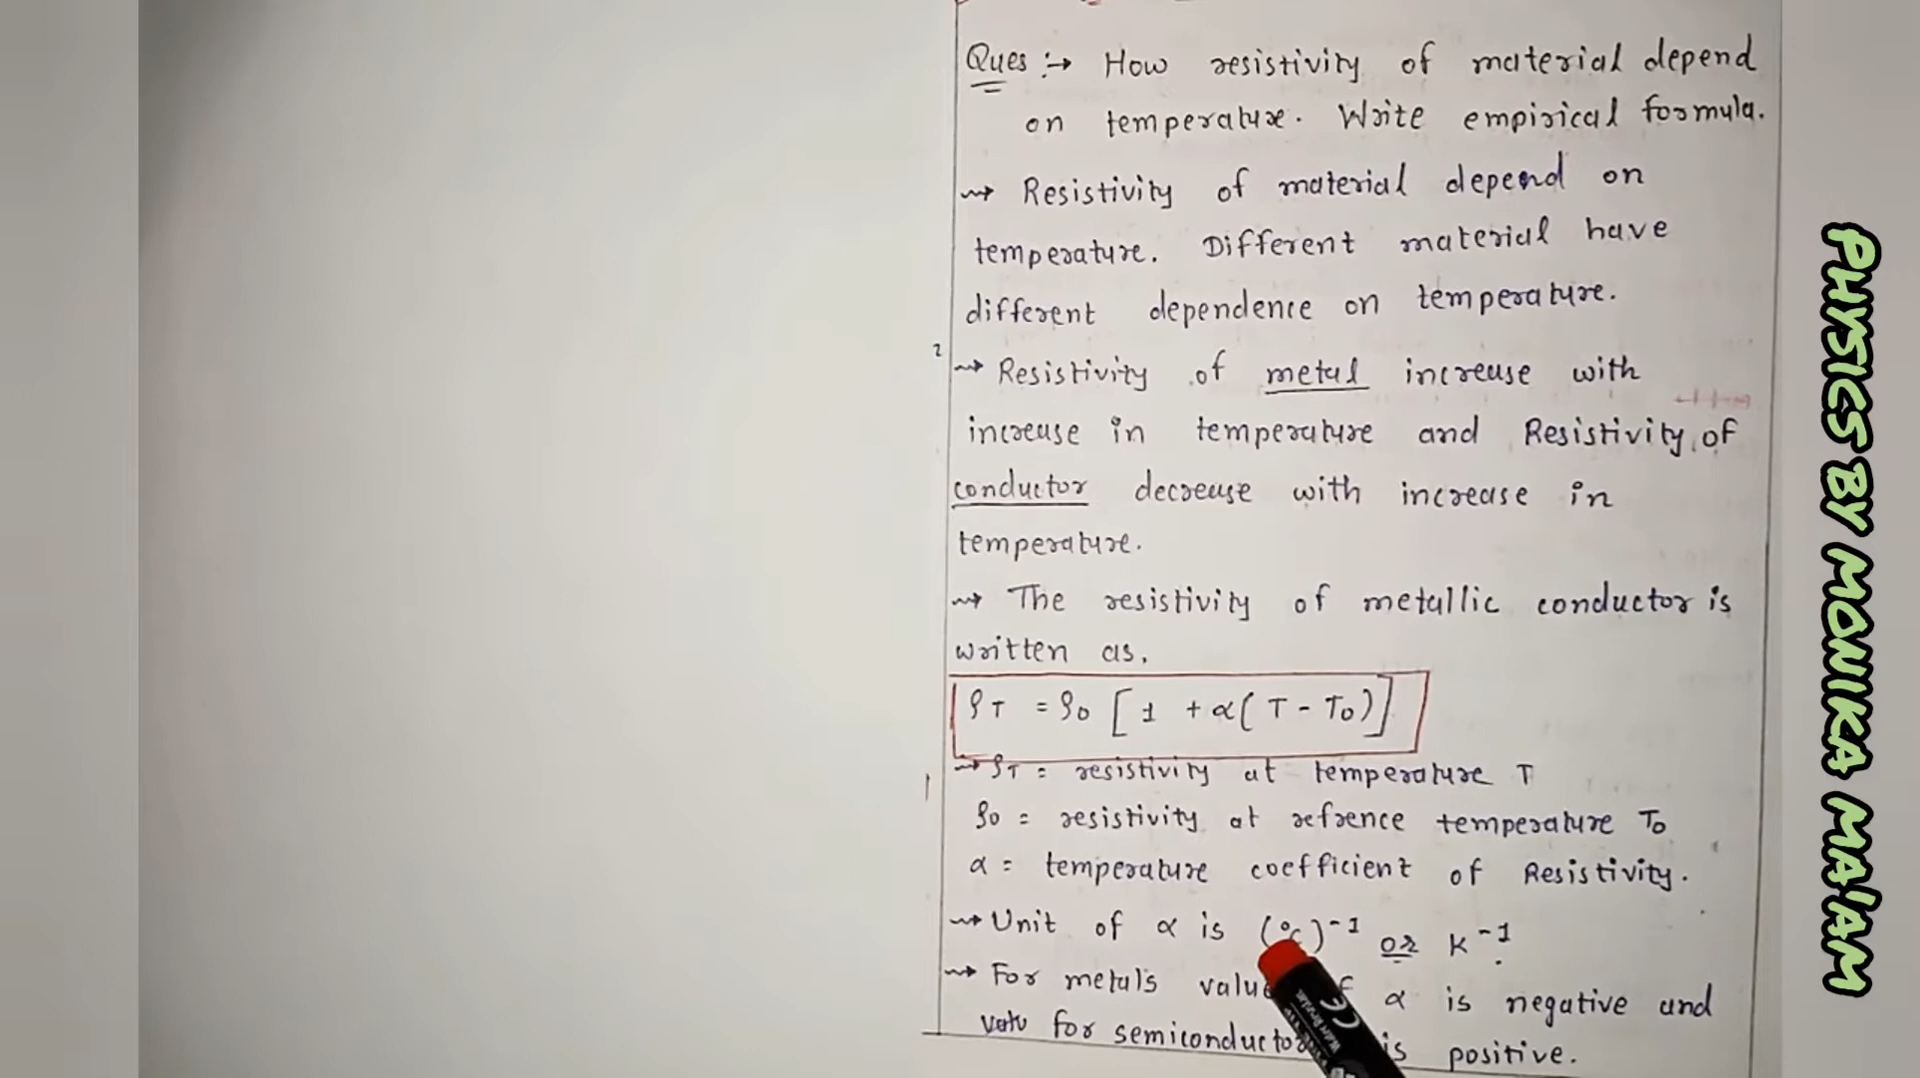 Ques :→ How resistivity of material depend
on temperature. Write empirical formula.
⇝ Resistivity of material depend on
temperature. Different material have
different dependence on temperature.
2
⇝ Resistivity of metal increase with
increase in temperature and Resistivity of
conductor decrease with increase in
temperature.
⇝ The resistivity of metallic conductor is
written as,
ρT = ρ0 [ 1 + α( T - T0 )]
⇝ ρT = resistivity at temperature T
ρ0 = resistivity at refrence temperature T0
α = temperature coefficient of Resistivity.
⇝ Unit of α is (°C)⁻¹ or K⁻¹
⇝ For metals α is negative and
for semiconductor is positive.
PHYSICS BY MONIKA MA'AM